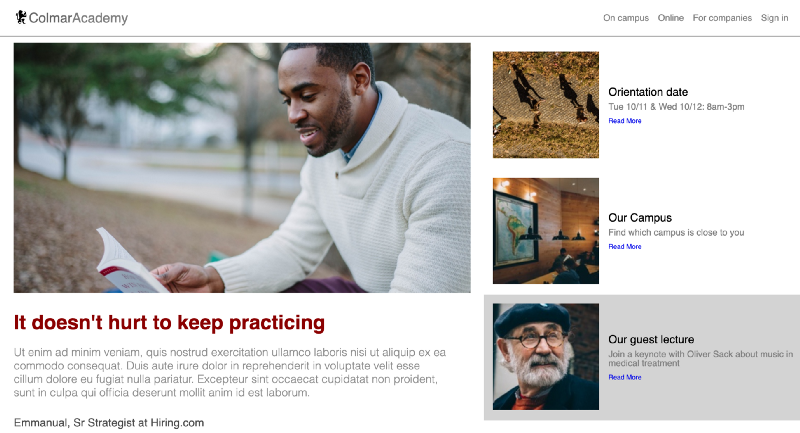 ColmarAcademy
On campus Online For companies Sign in
It doesn't hurt to keep practicing
Ut enim ad minim veniam, quis nostrud exercitation ullamco laboris nisi ut aliquip ex ea
commodo consequat. Duis aute irure dolor in reprehenderit in voluptate velit esse
cillum dolore eu fugiat nulla pariatur. Excepteur sint occaecat cupidatat non proident,
sunt in culpa qui officia deserunt mollit anim id est laborum.
Emmanual, Sr Strategist at Hiring.com
Orientation date
Tue 10/11 & Wed 10/12: 8am-3pm
Read More
Our Campus
Find which campus is close to you
Read More
Our guest lecture
Join a keynote with Oliver Sack about music in
medical treatment
Read More